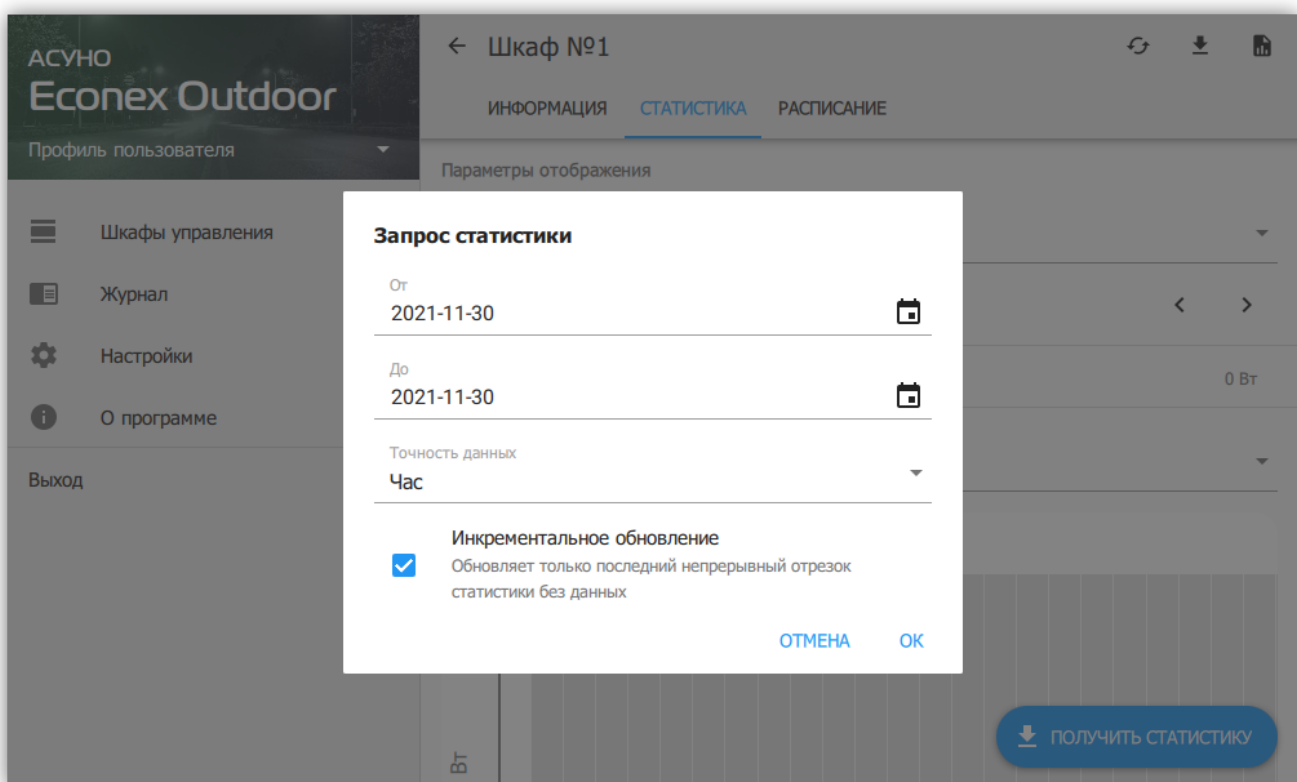 АСУНО
Econex Outdoor
Профиль пользователя
Шкафы управления
Журнал
Настройки
О программе
Выход
Шкаф №1
ИНФОРМАЦИЯ СТАТИСТИКА РАСПИСАНИЕ
Параметры отображения
Запрос статистики
От
2021-11-30
До
2021-11-30
Точность данных
Час
Инкрементальное обновление
Обновляет только последний непрерывный отрезок
статистики без данных
ОТМЕНА ОК
0 Вт
Вт
ПОЛУЧИТЬ СТАТИСТИКУ